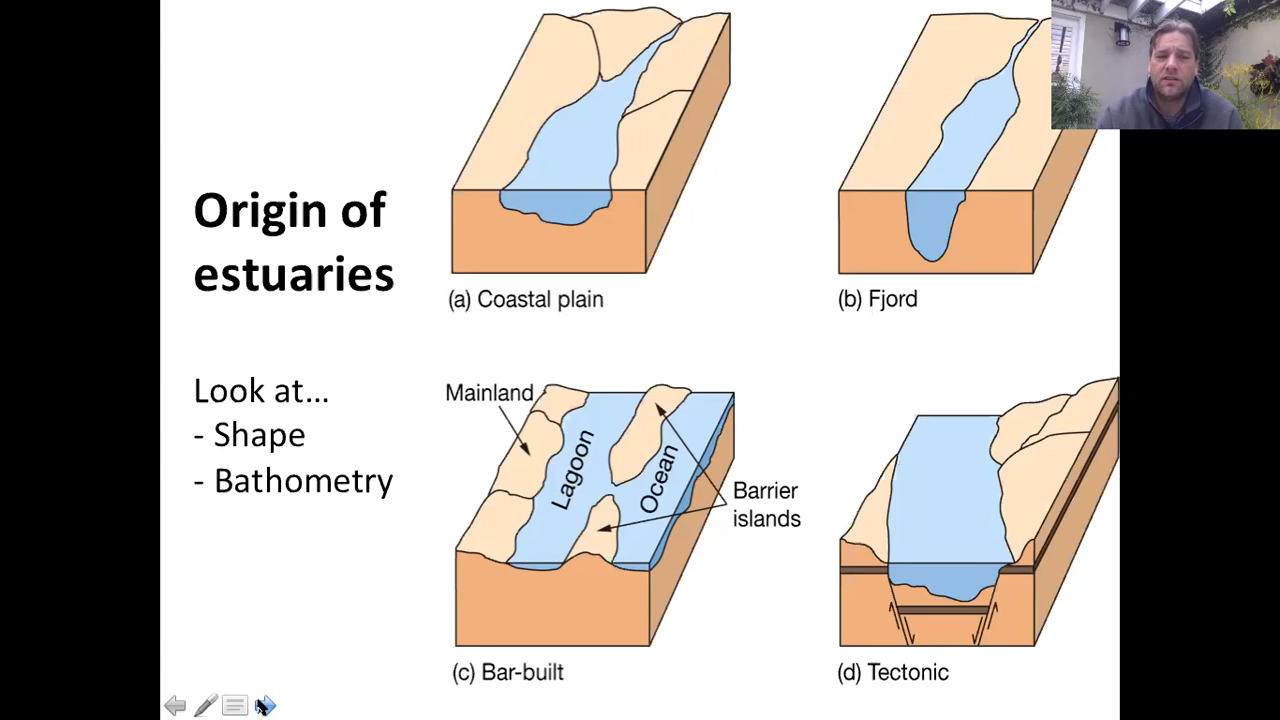 Origin of
estuaries
Look at…
- Shape
- Bathometry
(a) Coastal plain
(b) Fjord
Mainland
Lagoon
Ocean
Barrier
islands
(c) Bar-built
(d) Tectonic